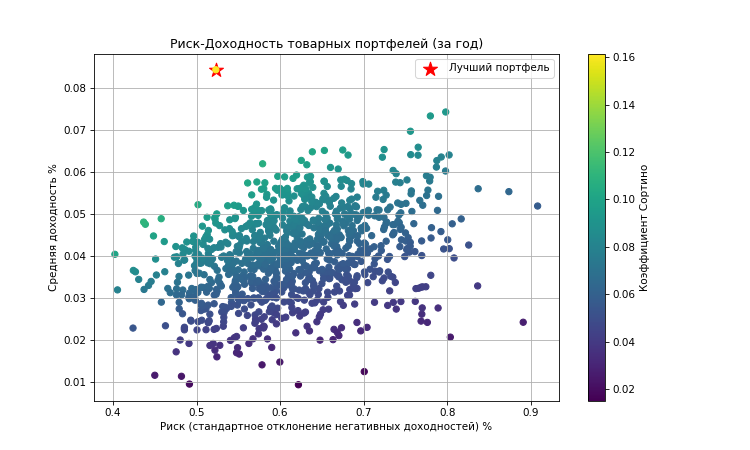 Риск-Доходность товарных портфелей (за год)
Лучший портфель
Средняя доходность %
0.08
0.07
0.06
0.05
0.04
0.03
0.02
0.01
0.4 0.5 0.6 0.7 0.8 0.9
Риск (стандартное отклонение негативных доходностей) %
0.16
0.14
0.12
0.10
0.08
0.06
0.04
0.02
Коэффициент Сортино